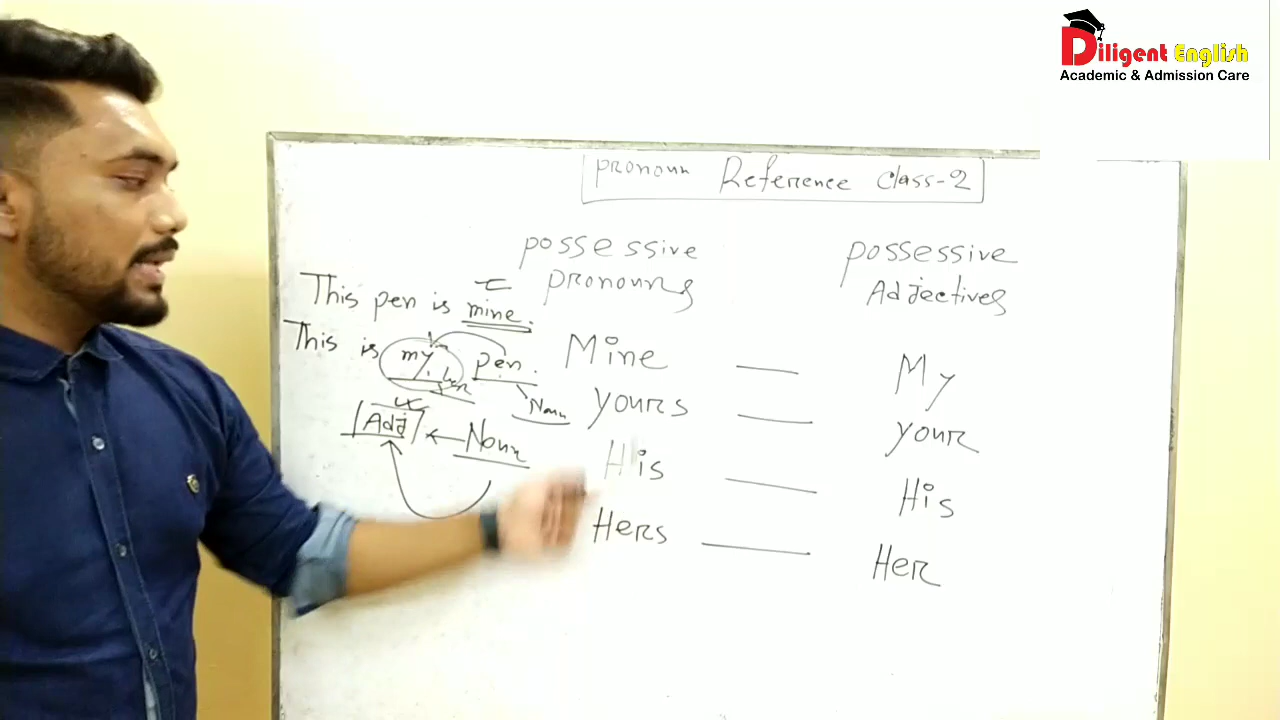 Diligent English
Academic & Admission Care
pronoun Reference class-2
possessive pronouns
possessive Adjectives
This pen is mine.
This is my pen.
Noun
Adj Noun
Mine — My
yours — your
His — His
Hers — Her